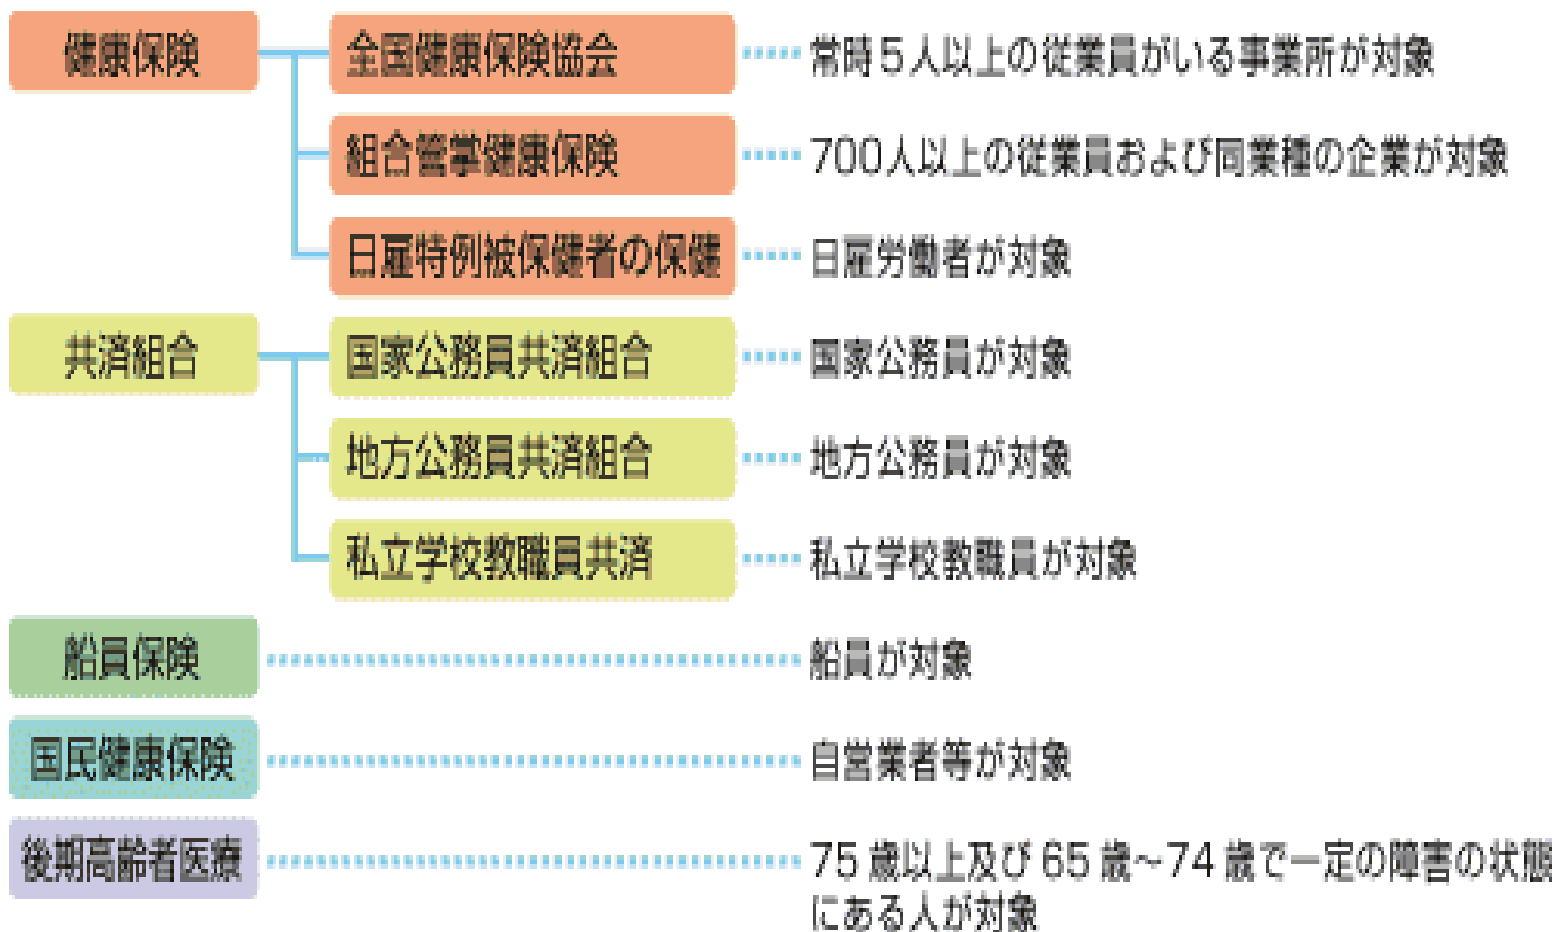 健康保険 全国健康保険協会 常時5人以上の従業員がいる事業所が対象
組合管掌健康保険 700人以上の従業員および同業種の企業が対象
日雇特例被保健者の保健 日雇労働者が対象
共済組合 国家公務員共済組合 国家公務員が対象
地方公務員共済組合 地方公務員が対象
私立学校教職員共済 私立学校教職員が対象
船員保険 船員が対象
国民健康保険 自営業者等が対象
後期高齢者医療 75歳以上及び65歳〜74歳で一定の障害の状態
にある人が対象